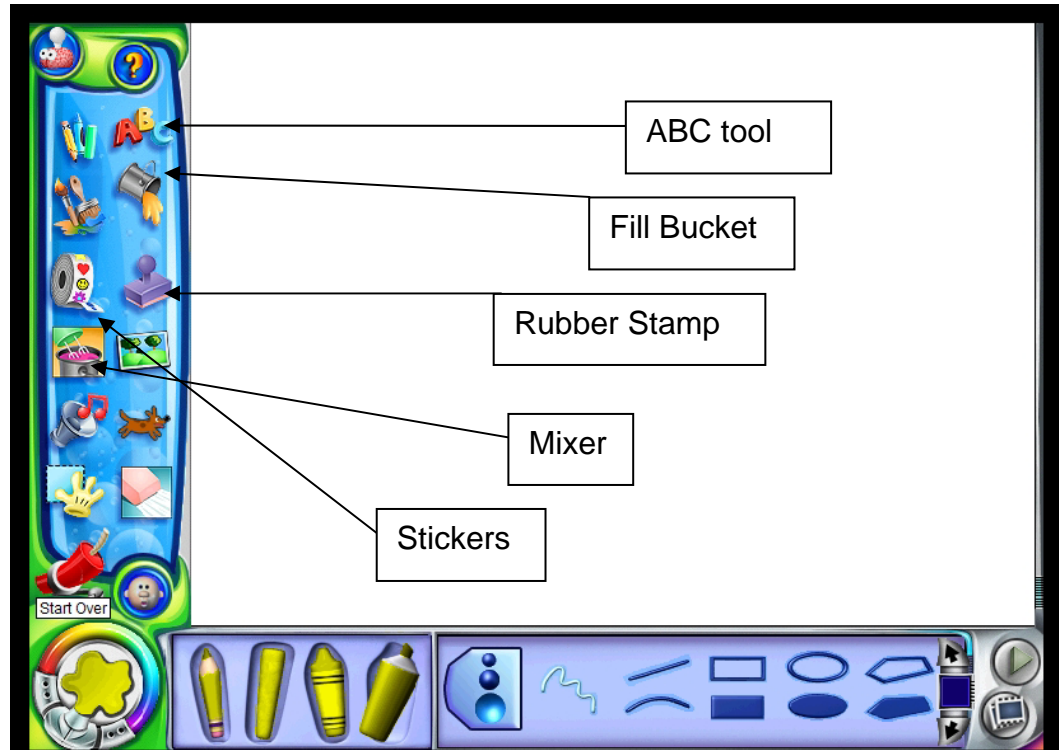 ABC tool
Fill Bucket
Rubber Stamp
Mixer
Stickers
Start Over